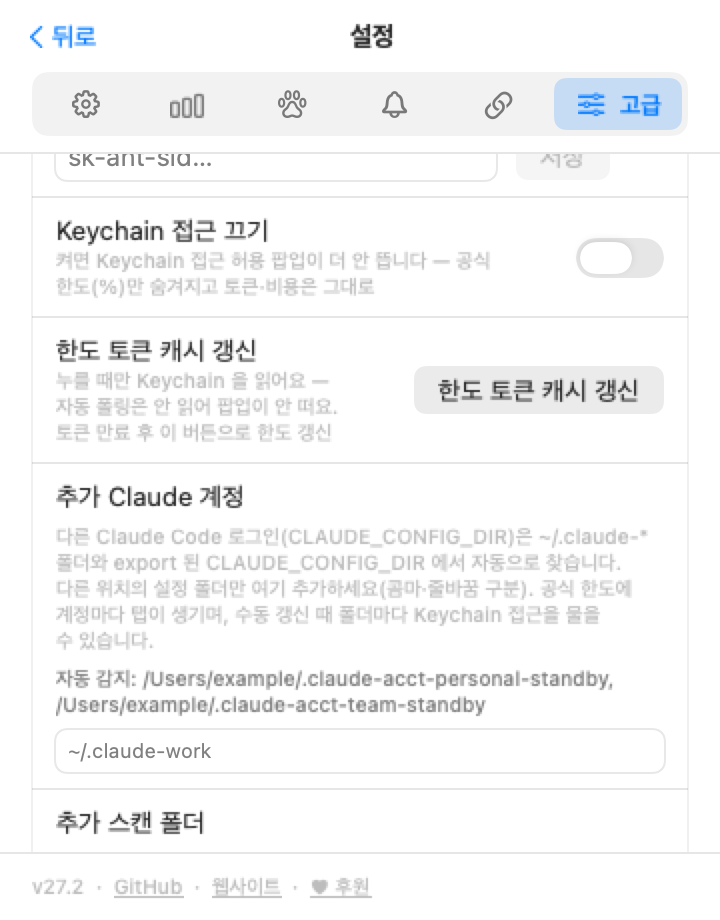 뒤로
설정
고급
sk-ant-sid...
저장
Keychain 접근 끄기
켜면 Keychain 접근 허용 팝업이 더 안 뜹니다 — 공식
한도(%)만 숨겨지고 토큰·비용은 그대로
한도 토큰 캐시 갱신
누를 때만 Keychain 을 읽어요 —
자동 폴링은 안 읽어 팝업이 안 떠요.
토큰 만료 후 이 버튼으로 한도 갱신
한도 토큰 캐시 갱신
추가 Claude 계정
다른 Claude Code 로그인(CLAUDE_CONFIG_DIR)은 ~/.claude-*
폴더와 export 된 CLAUDE_CONFIG_DIR 에서 자동으로 찾습니다.
다른 위치의 설정 폴더만 여기 추가하세요(콤마·줄바꿈 구분). 공식 한도에
계정마다 탭이 생기며, 수동 갱신 때 폴더마다 Keychain 접근을 물을
수 있습니다.
자동 감지: /Users/example/.claude-acct-personal-standby,
/Users/example/.claude-acct-team-standby
~/.claude-work
추가 스캔 폴더
v27.2 · GitHub · 웹사이트 · ♥ 후원